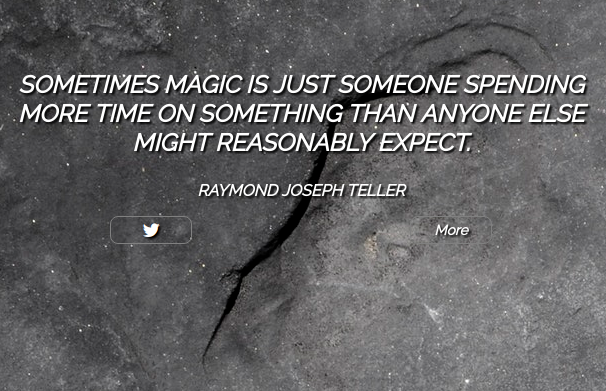 SOMETIMES MAGIC IS JUST SOMEONE SPENDING
MORE TIME ON SOMETHING THAN ANYONE ELSE
MIGHT REASONABLY EXPECT.
RAYMOND JOSEPH TELLER
More